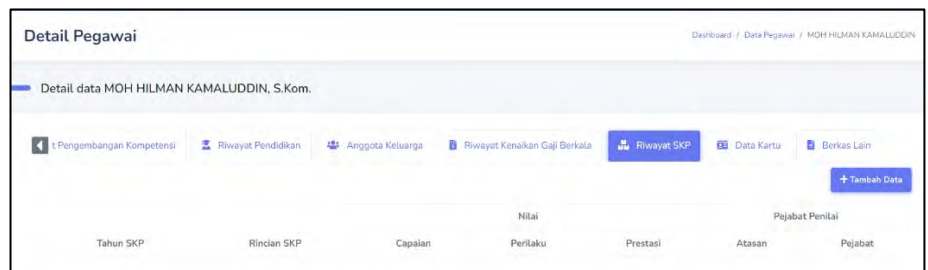 Detail Pegawai
Dashboard / Data Pegawai / MOH HILMAN KAMALUDDIN
Detail data MOH HILMAN KAMALUDDIN, S.Kom.
t Pengembangan Kompetensi Riwayat Pendidikan Anggota Keluarga Riwayat Kenaikan Gaji Berkala Riwayat SKP Data Kartu Berkas Lain
+ Tambah Data
Nilai Pejabat Penilai
Tahun SKP Rincian SKP Capaian Perilaku Prestasi Atasan Pejabat